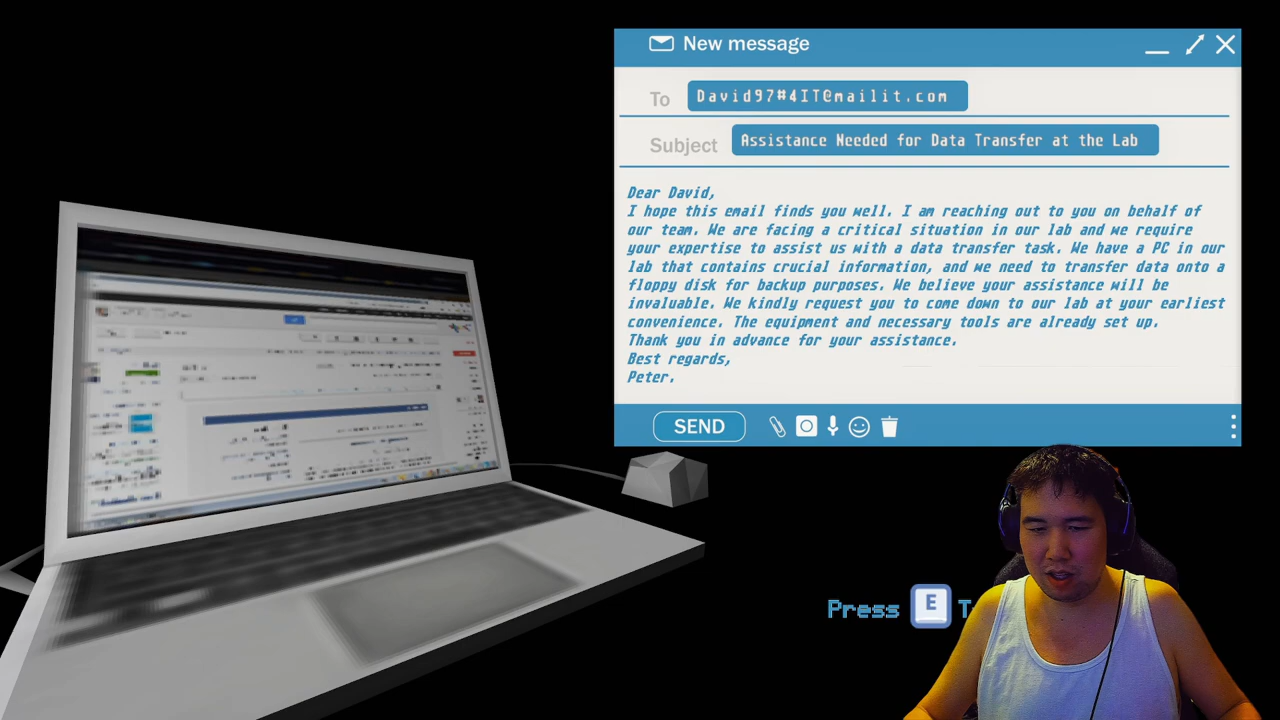 New message
To David97#4IT@mailit.com
Subject Assistance Needed for Data Transfer at the Lab
Dear David,
I hope this email finds you well. I am reaching out to you on behalf of
our team. We are facing a critical situation in our lab and we require
your expertise to assist us with a data transfer task. We have a PC in our
lab that contains crucial information, and we need to transfer data onto a
floppy disk for backup purposes. We believe your assistance will be
invaluable. We kindly request you to come down to our lab at your earliest
convenience. The equipment and necessary tools are already set up.
Thank you in advance for your assistance.
Best regards,
Peter.
SEND
Press E